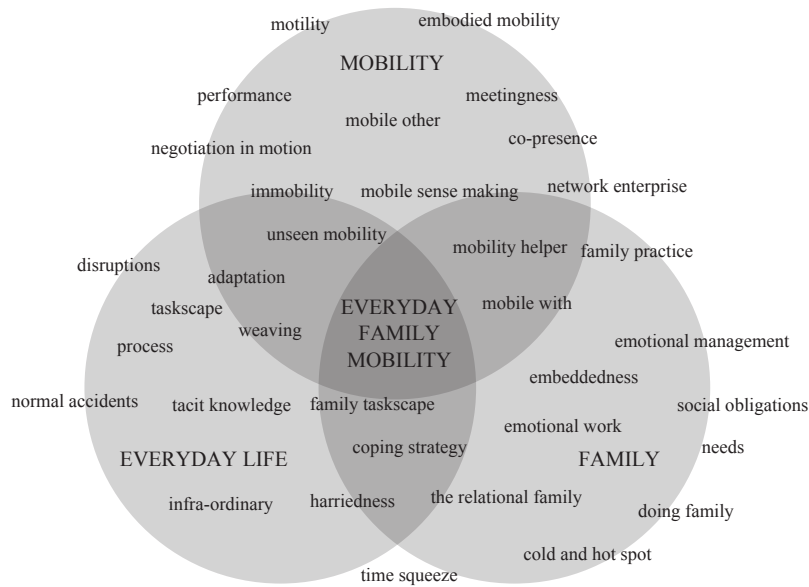 motility
embodied mobility
MOBILITY
performance
meetingness
mobile other
co-presence
negotiation in motion
immobility
mobile sense making
network enterprise
unseen mobility
mobility helper
family practice
disruptions
adaptation
taskscape
mobile with
EVERYDAY
FAMILY
MOBILITY
weaving
process
emotional management
embeddedness
normal accidents
tacit knowledge
family taskscape
social obligations
emotional work
coping strategy
needs
EVERYDAY LIFE
FAMILY
infra-ordinary
harriedness
the relational family
doing family
cold and hot spot
time squeeze